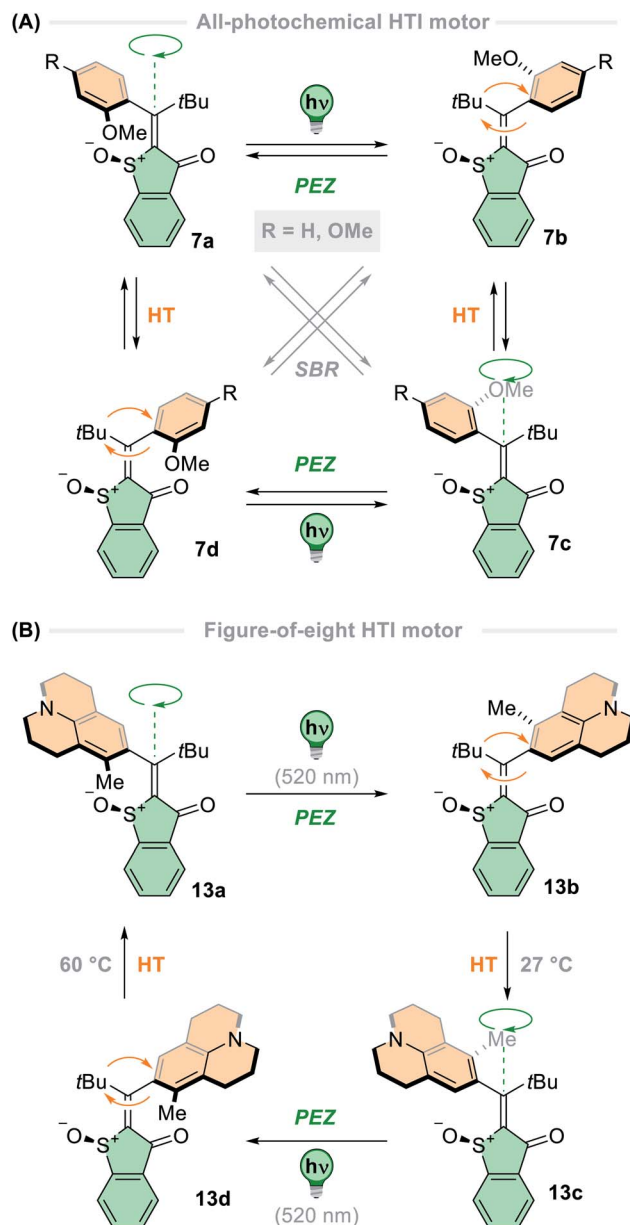 (A) All-photochemical HTI motor
R
OMe
tBu
−O S+ O
7a
hν
PEZ
MeO
R
tBu
−O S+ O
7b
R = H, OMe
HT
SBR
HT
R
tBu
OMe
−O S+ O
7d
PEZ
hν
R
OMe
tBu
−O S+ O
7c
(B) Figure-of-eight HTI motor
N
Me
tBu
−O S+ O
13a
hν
(520 nm)
PEZ
Me
N
tBu
−O S+ O
13b
60 °C HT
HT 27 °C
N
tBu
Me
−O S+ O
13d
PEZ
hν
(520 nm)
N
Me
tBu
−O S+ O
13c